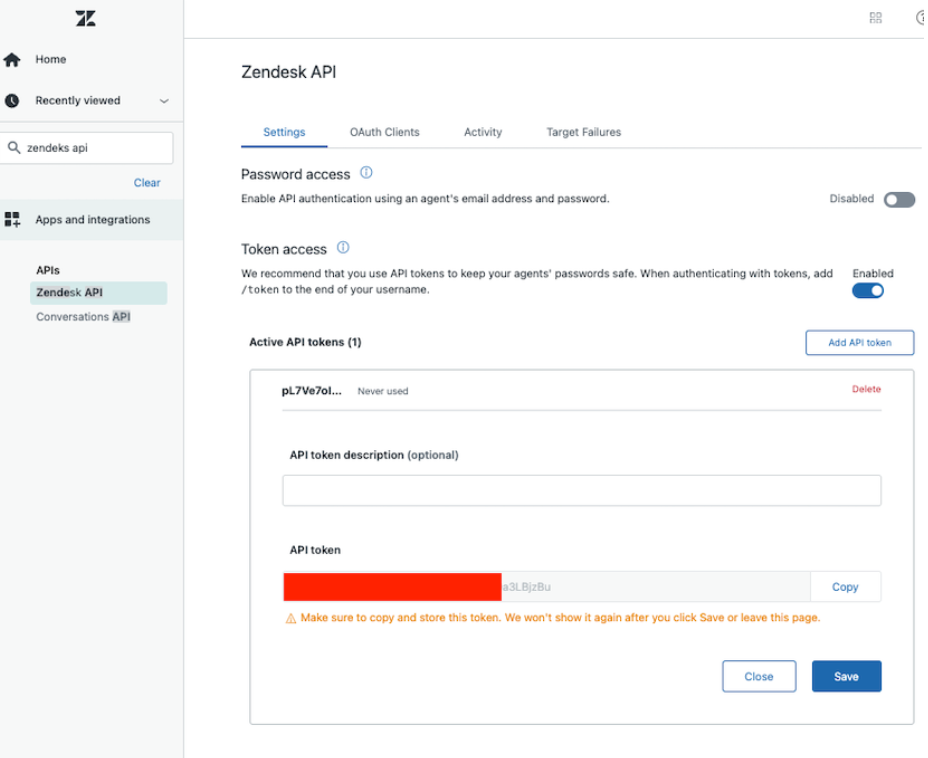 Home
Recently viewed
zendeks api
Clear
Apps and integrations
APIs
Zendesk API
Conversations API
Zendesk API
Settings OAuth Clients Activity Target Failures
Password access
Enable API authentication using an agent's email address and password.
Disabled
Token access
We recommend that you use API tokens to keep your agents' passwords safe. When authenticating with tokens, add
/token to the end of your username.
Enabled
Active API tokens (1)
Add API token
pL7Ve7oI... Never used
Delete
API token description (optional)
API token
a3LBjzBu
Copy
Make sure to copy and store this token. We won't show it again after you click Save or leave this page.
Close
Save